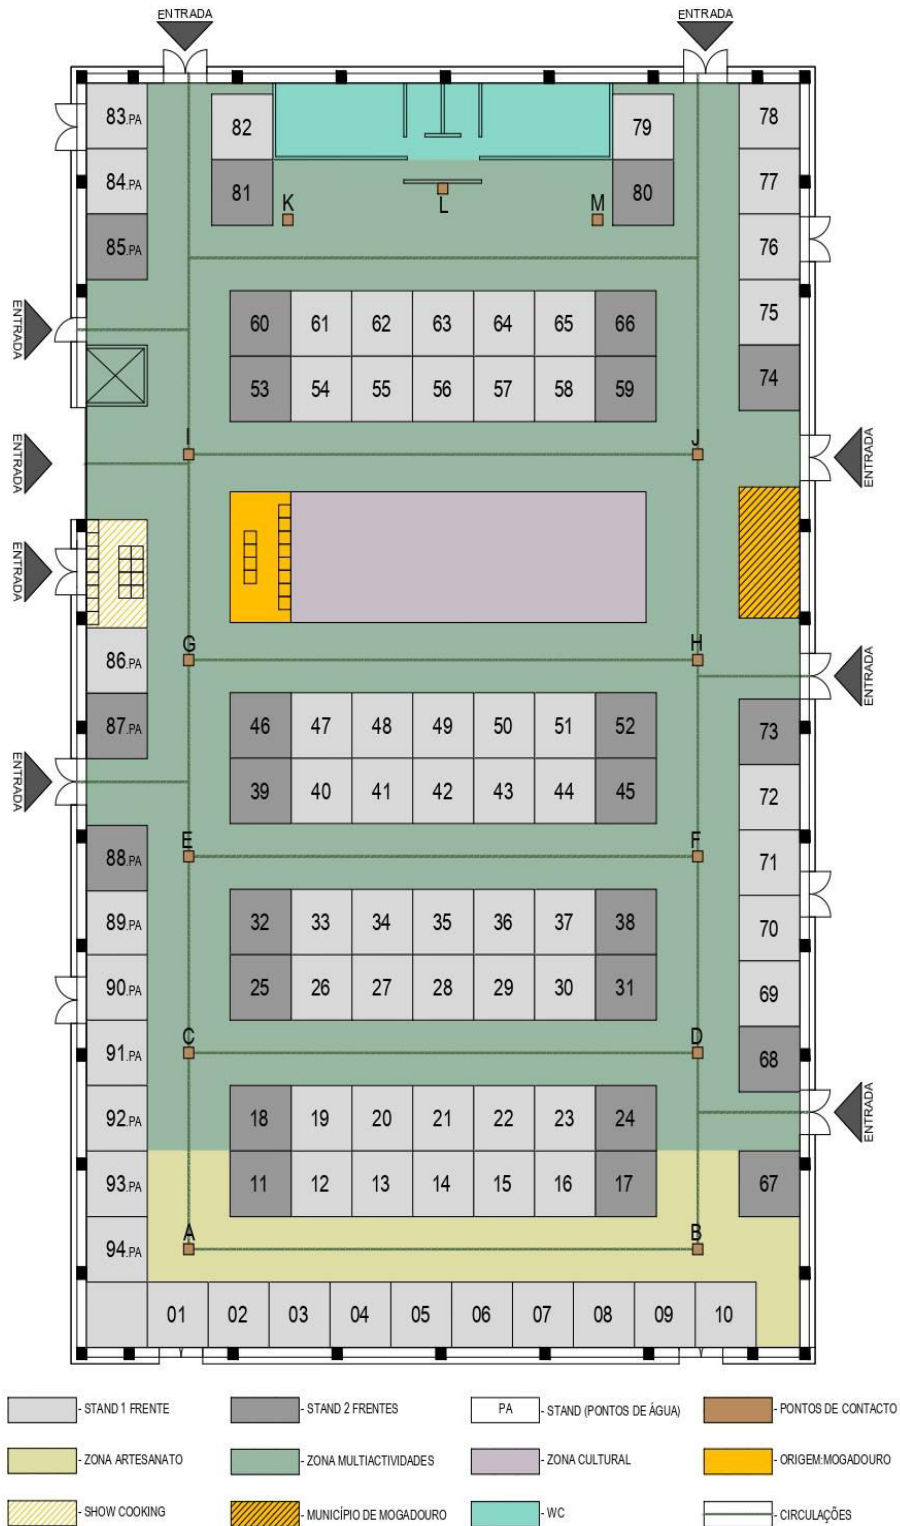 ENTRADA
ENTRADA
83.PA
82
79
78
84.PA
77
81
80
K
L
M
85.PA
76
75
ENTRADA
60
61
62
63
64
65
66
74
53
54
55
56
57
58
59
I
J
ENTRADA
ENTRADA
ENTRADA
G
H
86.PA
ENTRADA
87.PA
46
47
48
49
50
51
52
73
ENTRADA
39
40
41
42
43
44
45
72
E
F
88.PA
71
89.PA
32
33
34
35
36
37
38
70
90.PA
25
26
27
28
29
30
31
69
C
D
91.PA
68
92.PA
18
19
20
21
22
23
24
ENTRADA
93.PA
11
12
13
14
15
16
17
67
A
B
94.PA
01
02
03
04
05
06
07
08
09
10
- STAND 1 FRENTE
- STAND 2 FRENTES
PA - STAND (PONTOS DE ÁGUA)
- PONTOS DE CONTACTO
- ZONA ARTESANATO
- ZONA MULTIACTIVIDADES
- ZONA CULTURAL
- ORIGEM:MOGADOURO
- SHOW COOKING
- MUNICÍPIO DE MOGADOURO
- WC
- CIRCULAÇÕES